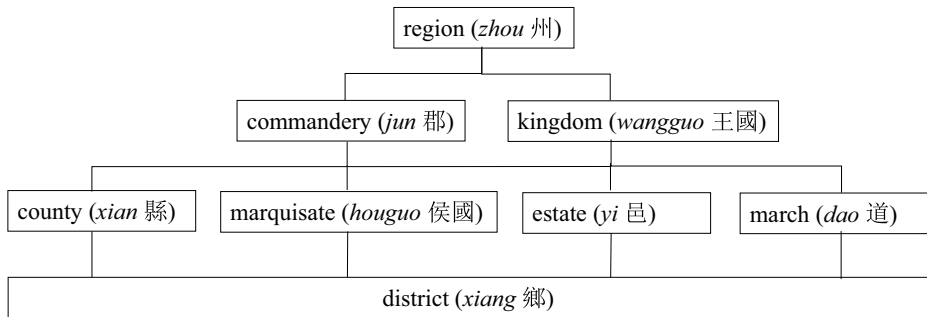 region (zhou 州)
commandery (jun 郡)
kingdom (wangguo 王國)
county (xian 縣)
marquisate (houguo 侯國)
estate (yi 邑)
march (dao 道)
district (xiang 鄉)